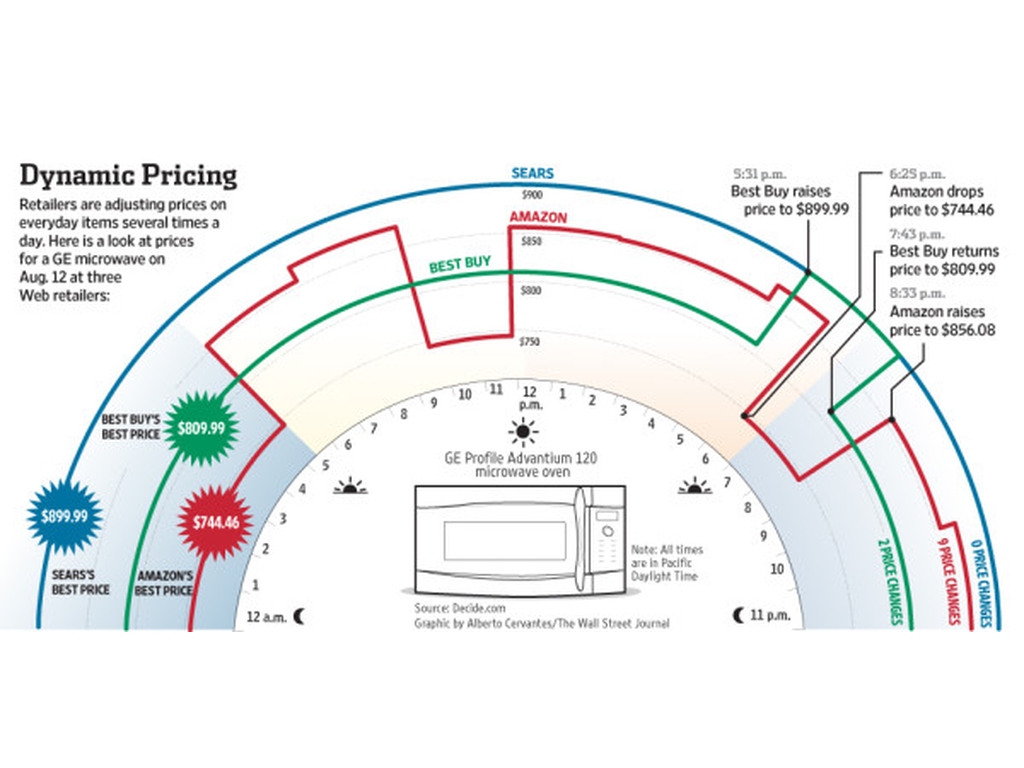 Dynamic Pricing
Retailers are adjusting prices on
everyday items several times a
day. Here is a look at prices
for a GE microwave on
Aug. 12 at three
Web retailers:
SEARS
$900
AMAZON
$850
BEST BUY
$800
$750
5:31 p.m.
Best Buy raises
price to $899.99
6:25 p.m.
Amazon drops
price to $744.46
7:43 p.m.
Best Buy returns
price to $809.99
8:33 p.m.
Amazon raises
price to $856.08
BEST BUY'S
BEST PRICE
$809.99
$899.99
SEARS'S
BEST PRICE
$744.46
AMAZON'S
BEST PRICE
12 a.m.
1
2
3
4
5
6
7
8
9
10
11
12
p.m.
1
2
3
4
5
6
7
8
9
10
11 p.m.
GE Profile Advantium 120
microwave oven
Note: All times
are in Pacific
Daylight Time
Source: Decide.com
Graphic by Alberto Cervantes/The Wall Street Journal
2 PRICE CHANGES
9 PRICE CHANGES
0 PRICE CHANGES